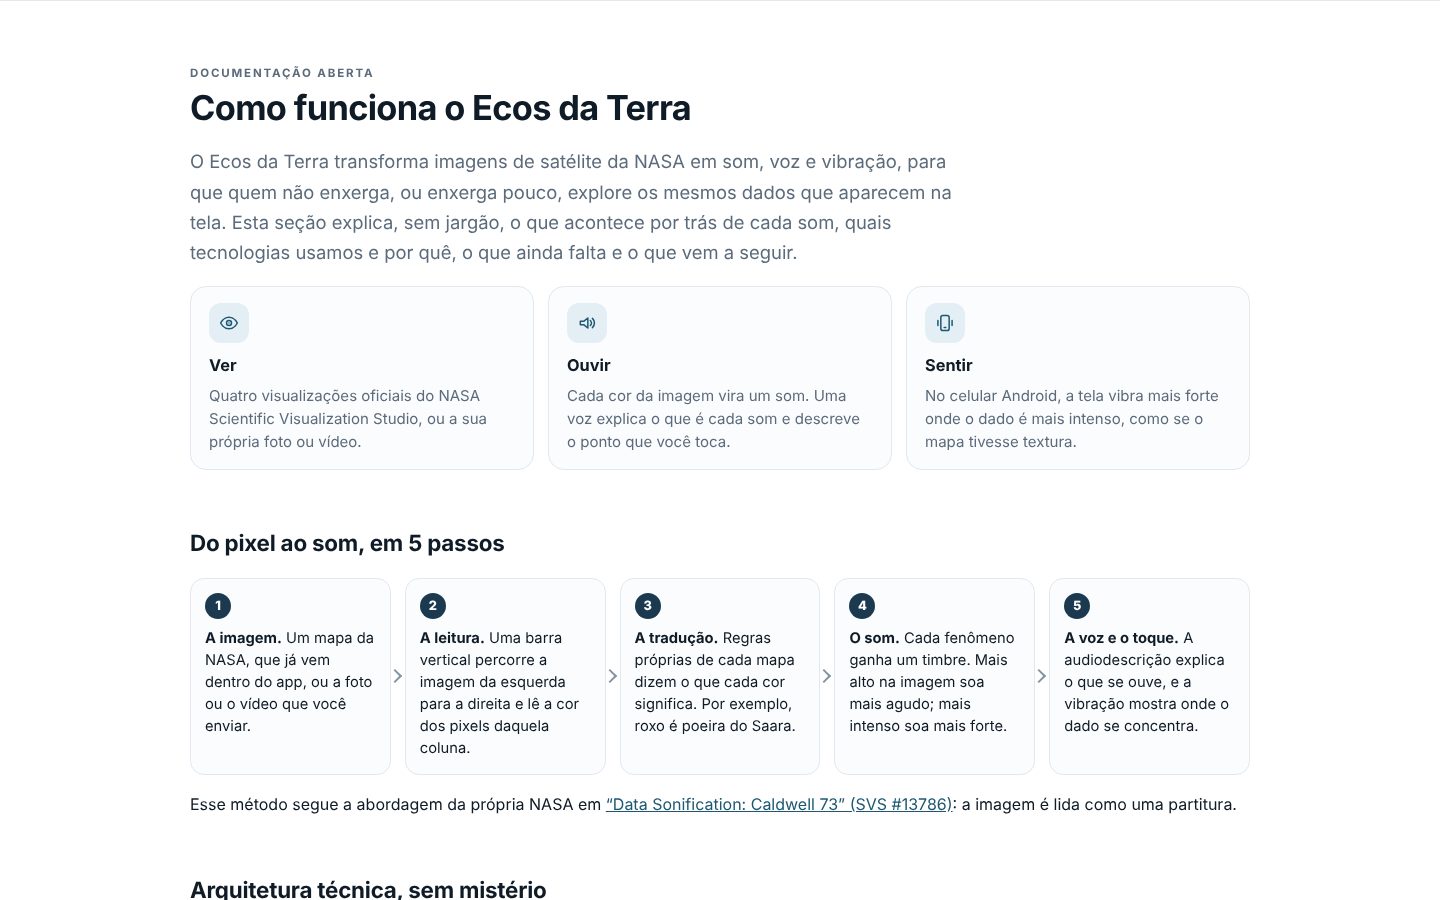 DOCUMENTAÇÃO ABERTA
Como funciona o Ecos da Terra
O Ecos da Terra transforma imagens de satélite da NASA em som, voz e vibração, para
que quem não enxerga, ou enxerga pouco, explore os mesmos dados que aparecem na
tela. Esta seção explica, sem jargão, o que acontece por trás de cada som, quais
tecnologias usamos e por quê, o que ainda falta e o que vem a seguir.
Ver
Quatro visualizações oficiais do NASA
Scientific Visualization Studio, ou a sua
própria foto ou vídeo.
Ouvir
Cada cor da imagem vira um som. Uma
voz explica o que é cada som e descreve
o ponto que você toca.
Sentir
No celular Android, a tela vibra mais forte
onde o dado é mais intenso, como se o
mapa tivesse textura.
Do pixel ao som, em 5 passos
1
A imagem. Um mapa da
NASA, que já vem
dentro do app, ou a foto
ou o vídeo que você
enviar.
2
A leitura. Uma barra
vertical percorre a
imagem da esquerda
para a direita e lê a cor
dos pixels daquela
coluna.
3
A tradução. Regras
próprias de cada mapa
dizem o que cada cor
significa. Por exemplo,
roxo é poeira do Saara.
4
O som. Cada fenômeno
ganha um timbre. Mais
alto na imagem soa
mais agudo; mais
intenso soa mais forte.
5
A voz e o toque. A
audiodescrição explica
o que se ouve, e a
vibração mostra onde o
dado se concentra.
Esse método segue a abordagem da própria NASA em “Data Sonification: Caldwell 73” (SVS #13786): a imagem é lida como uma partitura.
Arquitetura técnica, sem mistério